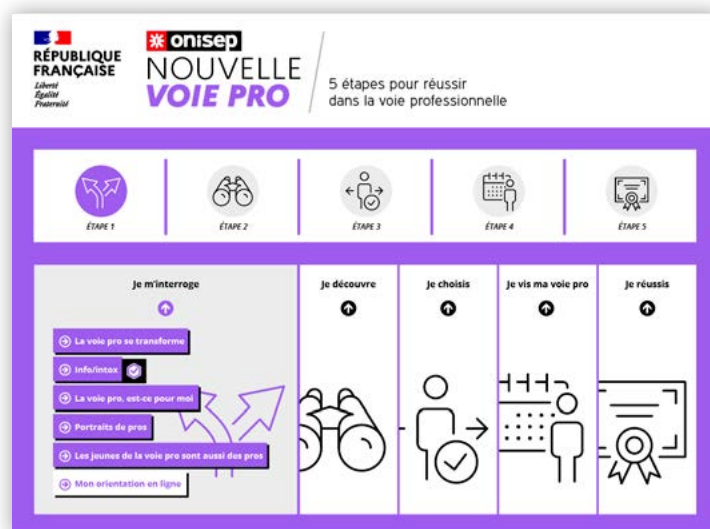 RÉPUBLIQUE
FRANÇAISE
Liberté
Égalité
Fraternité
onisep
NOUVELLE
VOIE PRO
5 étapes pour réussir
dans la voie professionnelle
ÉTAPE 1
ÉTAPE 2
ÉTAPE 3
ÉTAPE 4
ÉTAPE 5
Je m'interroge
La voie pro se transforme
Info/intox
La voie pro, est-ce pour moi
Portraits de pros
Les jeunes de la voie pro sont aussi des pros
Mon orientation en ligne
Je découvre
Je choisis
Je vis ma voie pro
Je réussis